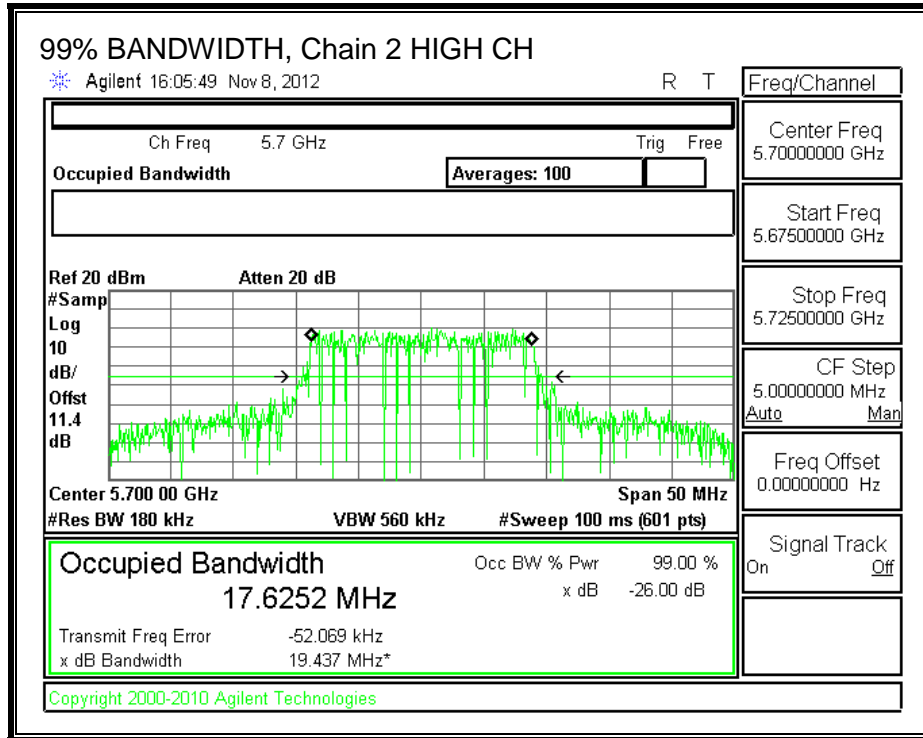 99% BANDWIDTH, Chain 2 HIGH CH
Agilent 16:05:49 Nov 8, 2012 R T
Freq/Channel
Ch Freq 5.7 GHz Trig Free
Occupied Bandwidth Averages: 100
Center Freq
5.70000000 GHz
Start Freq
5.67500000 GHz
Stop Freq
5.72500000 GHz
CF Step
5.00000000 MHz
Auto Man
Freq Offset
0.00000000 Hz
Signal Track
On Off
Ref 20 dBm Atten 20 dB
#Samp
Log
10
dB/
Offst
11.4
dB
Center 5.700 00 GHz Span 50 MHz
#Res BW 180 kHz VBW 560 kHz #Sweep 100 ms (601 pts)
Occupied Bandwidth Occ BW % Pwr 99.00 %
17.6252 MHz x dB -26.00 dB
Transmit Freq Error -52.069 kHz
x dB Bandwidth 19.437 MHz*
Copyright 2000-2010 Agilent Technologies